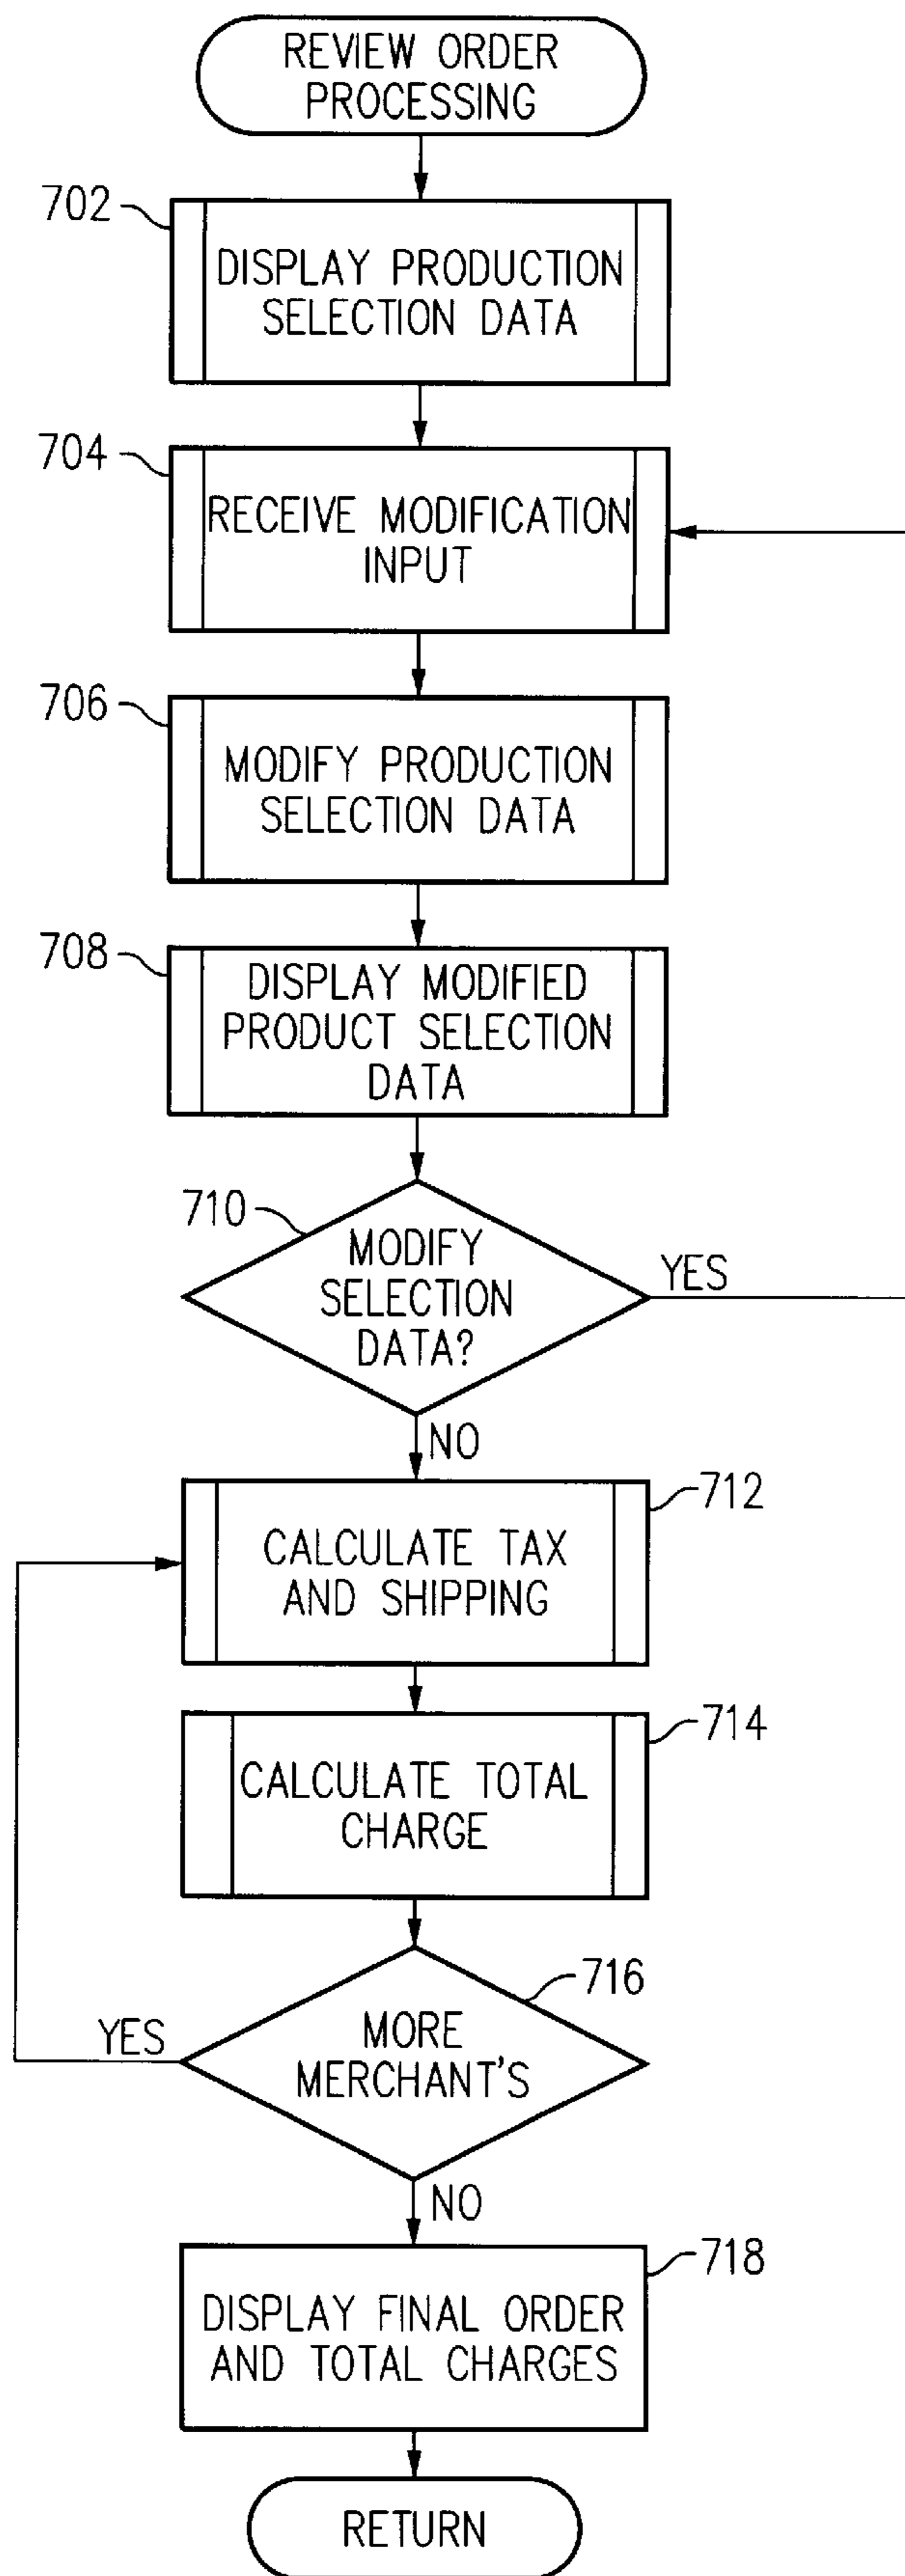 REVIEW ORDER
PROCESSING
702
DISPLAY PRODUCTION
SELECTION DATA
704
RECEIVE MODIFICATION
INPUT
706
MODIFY PRODUCTION
SELECTION DATA
708
DISPLAY MODIFIED
PRODUCT SELECTION
DATA
710
MODIFY
SELECTION
DATA?
YES
NO
712
CALCULATE TAX
AND SHIPPING
714
CALCULATE TOTAL
CHARGE
716
MORE
MERCHANT'S
YES
NO
718
DISPLAY FINAL ORDER
AND TOTAL CHARGES
RETURN